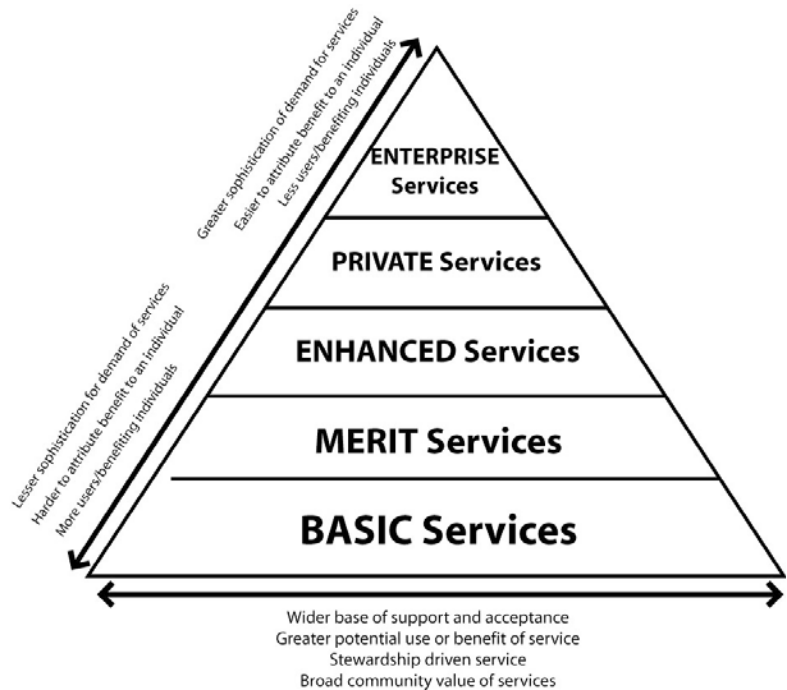 Greater sophistication of demand for services
Easier to attribute benefit to an individual
Less users/benefiting individuals
ENTERPRISE
Services
PRIVATE Services
ENHANCED Services
MERIT Services
BASIC Services
Lesser sophistication for demand of services
Harder to attribute benefit to an individual
More users/benefiting individuals
Wider base of support and acceptance
Greater potential use or benefit of service
Stewardship driven service
Broad community value of services